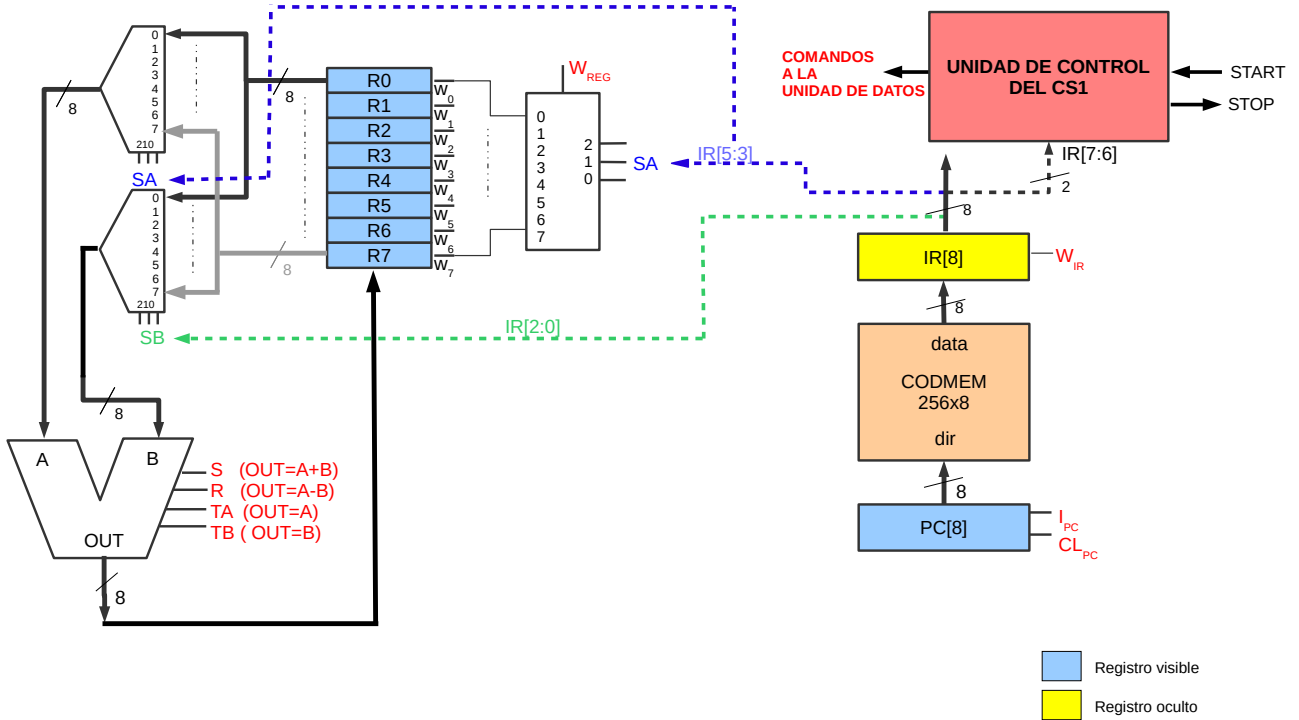 0
1
2
3
4
5
6
7
210
SA
8
0
1
2
3
4
5
6
7
210
SB
8
8
8
R0
R1
R2
R3
R4
R5
R6
R7
W0
W1
W2
W3
W4
W5
W6
W7
WREG
0
1
2
3
4
5
6
7
2
1
0
SA
IR[5:3]
IR[2:0]
COMANDOS
A LA
UNIDAD DE DATOS
UNIDAD DE CONTROL
DEL CS1
START
STOP
IR[7:6]
2
8
IR[8]
WIR
8
data
CODMEM
256x8
dir
8
PC[8]
IPC
CLPC
A
B
OUT
S (OUT=A+B)
R (OUT=A-B)
TA (OUT=A)
TB ( OUT=B)
8
Registro visible
Registro oculto